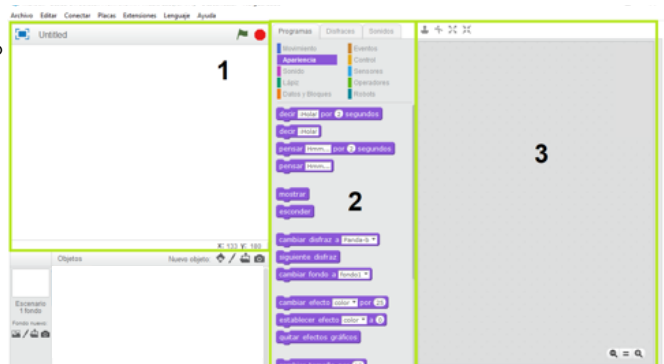 Archivo Editar Conectar Placas Extensiones Lenguaje Ayuda
Untitled
1
X: 133 Y: 180
Objetos Nuevo objeto:
Escenario
1 fondo
Fondo nuevo:
Programas Disfraces Sonidos
Movimiento Eventos
Apariencia Control
Sonido Sensores
Lápiz Operadores
Datos y Bloques Robots
decir ¡Hola! por 2 segundos
decir ¡Hola!
pensar Hmm... por 2 segundos
pensar Hmm...
mostrar
esconder
2
cambiar disfraz a Panda-b
siguiente disfraz
cambiar fondo a fondo1
cambiar efecto color por 25
establecer efecto color a 0
quitar efectos gráficos
3